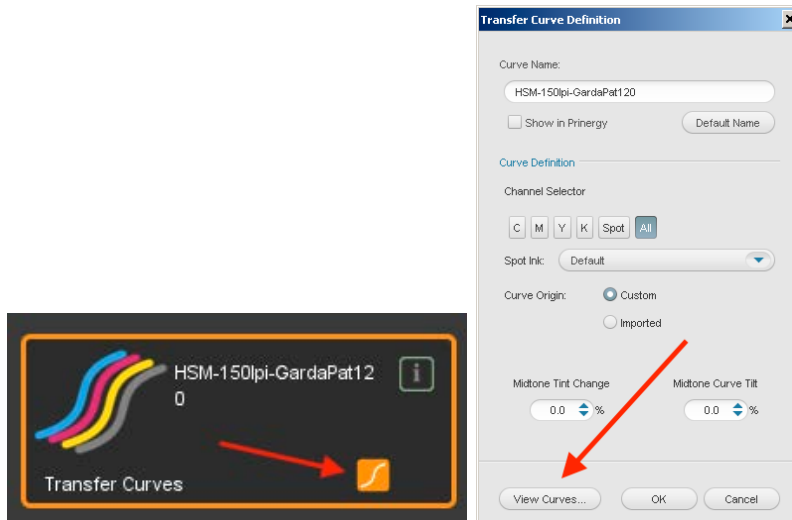 HSM-150lpi-GardaPat12
0
i
Transfer Curves
Transfer Curve Definition
Curve Name:
HSM-150lpi-GardaPat120
Show in Prinergy
Default Name
Curve Definition
Channel Selector
C M Y K Spot All
Spot Ink: Default
Curve Origin: Custom
Imported
Midtone Tint Change Midtone Curve Tilt
0.0 % 0.0 %
View Curves... OK Cancel